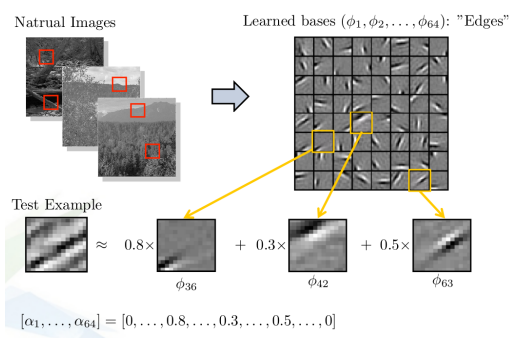 Natrual Images
Learned bases (ϕ₁, ϕ₂, . . . , ϕ₆₄): "Edges"
Test Example
≈ 0.8× + 0.3× + 0.5×
ϕ₃₆ ϕ₄₂ ϕ₆₃
[α₁, . . . , α₆₄] = [0, . . . , 0.8, . . . , 0.3, . . . , 0.5, . . . , 0]